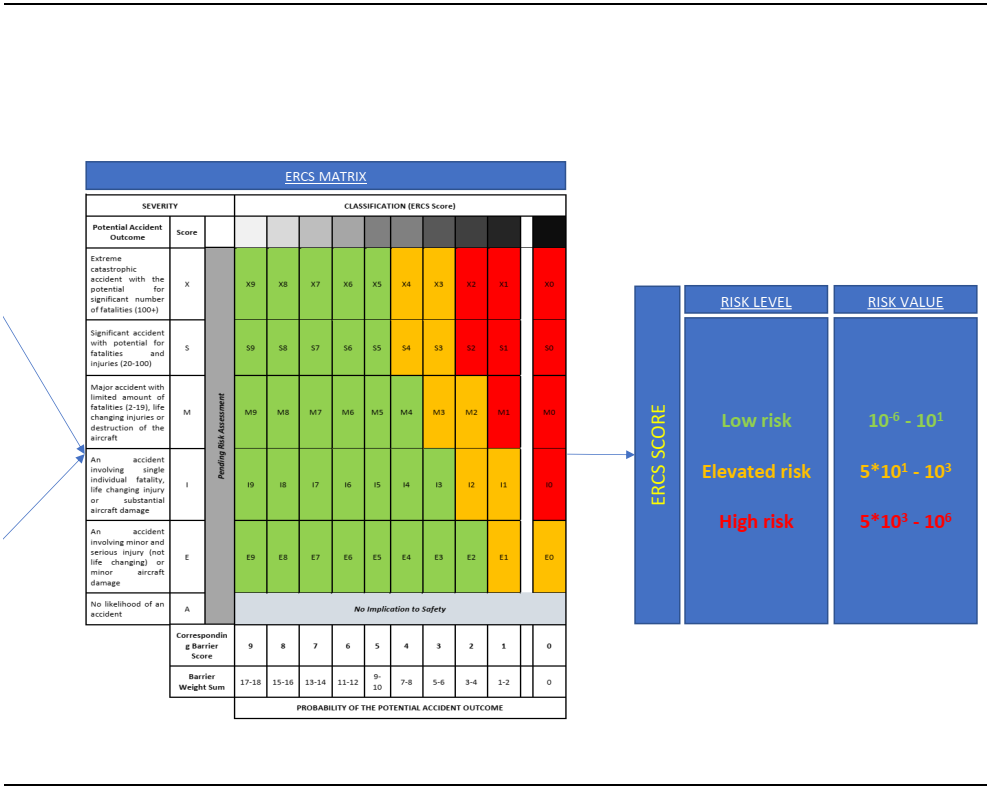 ERCS MATRIX
SEVERITY
CLASSIFICATION (ERCS Score)
Potential Accident
Outcome
Score
Extreme
catastrophic
accident with the
potential for
significant number
of fatalities (100+)
X
X9 X8 X7 X6 X5 X4 X3 X2 X1 X0
Significant accident
with potential for
fatalities and
injuries (20-100)
S
S9 S8 S7 S6 S5 S4 S3 S2 S1 S0
Major accident with
limited amount of
fatalities (2-19), life
changing injuries or
destruction of the
aircraft
M
Pending Risk Assessment
M9 M8 M7 M6 M5 M4 M3 M2 M1 M0
An accident
involving single
individual fatality,
life changing injury
or substantial
aircraft damage
I
I9 I8 I7 I6 I5 I4 I3 I2 I1 I0
An accident
involving minor and
serious injury (not
life changing) or
minor aircraft
damage
E
E9 E8 E7 E6 E5 E4 E3 E2 E1 E0
No likelihood of an
accident
A
No Implication to Safety
Correspondin
g Barrier
Score
9 8 7 6 5 4 3 2 1 0
Barrier
Weight Sum
17-18 15-16 13-14 11-12 9-
10 7-8 5-6 3-4 1-2 0
PROBABILITY OF THE POTENTIAL ACCIDENT OUTCOME
ERCS SCORE
RISK LEVEL
RISK VALUE
Low risk
10⁻⁶ - 10¹
Elevated risk
5*10¹ - 10³
High risk
5*10³ - 10⁶